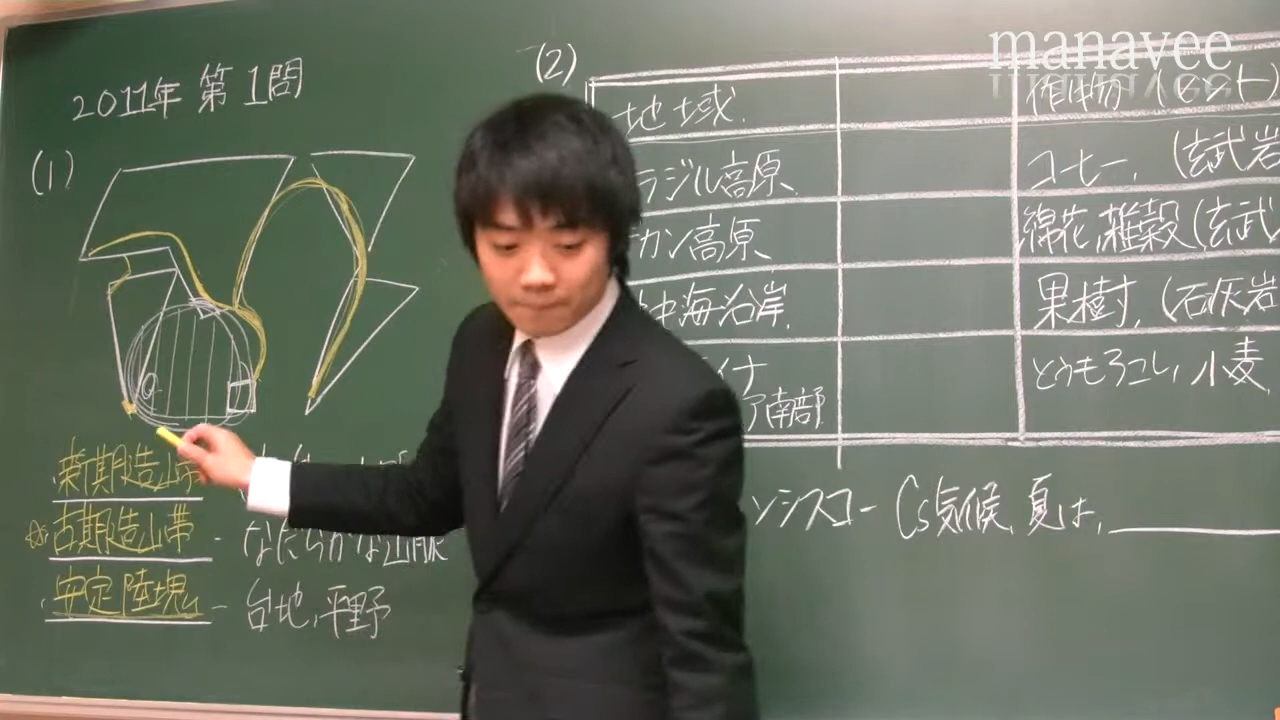 manavee
2011年 第1問
(1)
新期造山帯
古期造山帯 - なだらかな山脈
安定陸塊 - 台地, 平野
(2)
地域 作物 (ヒント)
ラジル高原 コーヒー, (玄武岩
カン高原 綿花, 雑穀 (玄武
中海沿岸 果樹, (石灰岩
イナ とうもろこし, 小麦,
ア南部
ンシスコ - Cs気候, 夏は,